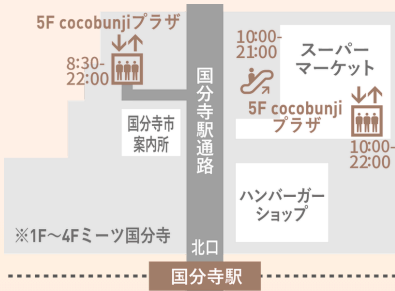 5F cocobunjiプラザ
8:30-
22:00
国分寺市
案内所
国分寺駅通路
10:00-
21:00
スーパー
マーケット
5F cocobunji
プラザ
10:00-
22:00
ハンバーガー
ショップ
※1F～4Fミーツ国分寺
北口
国分寺駅